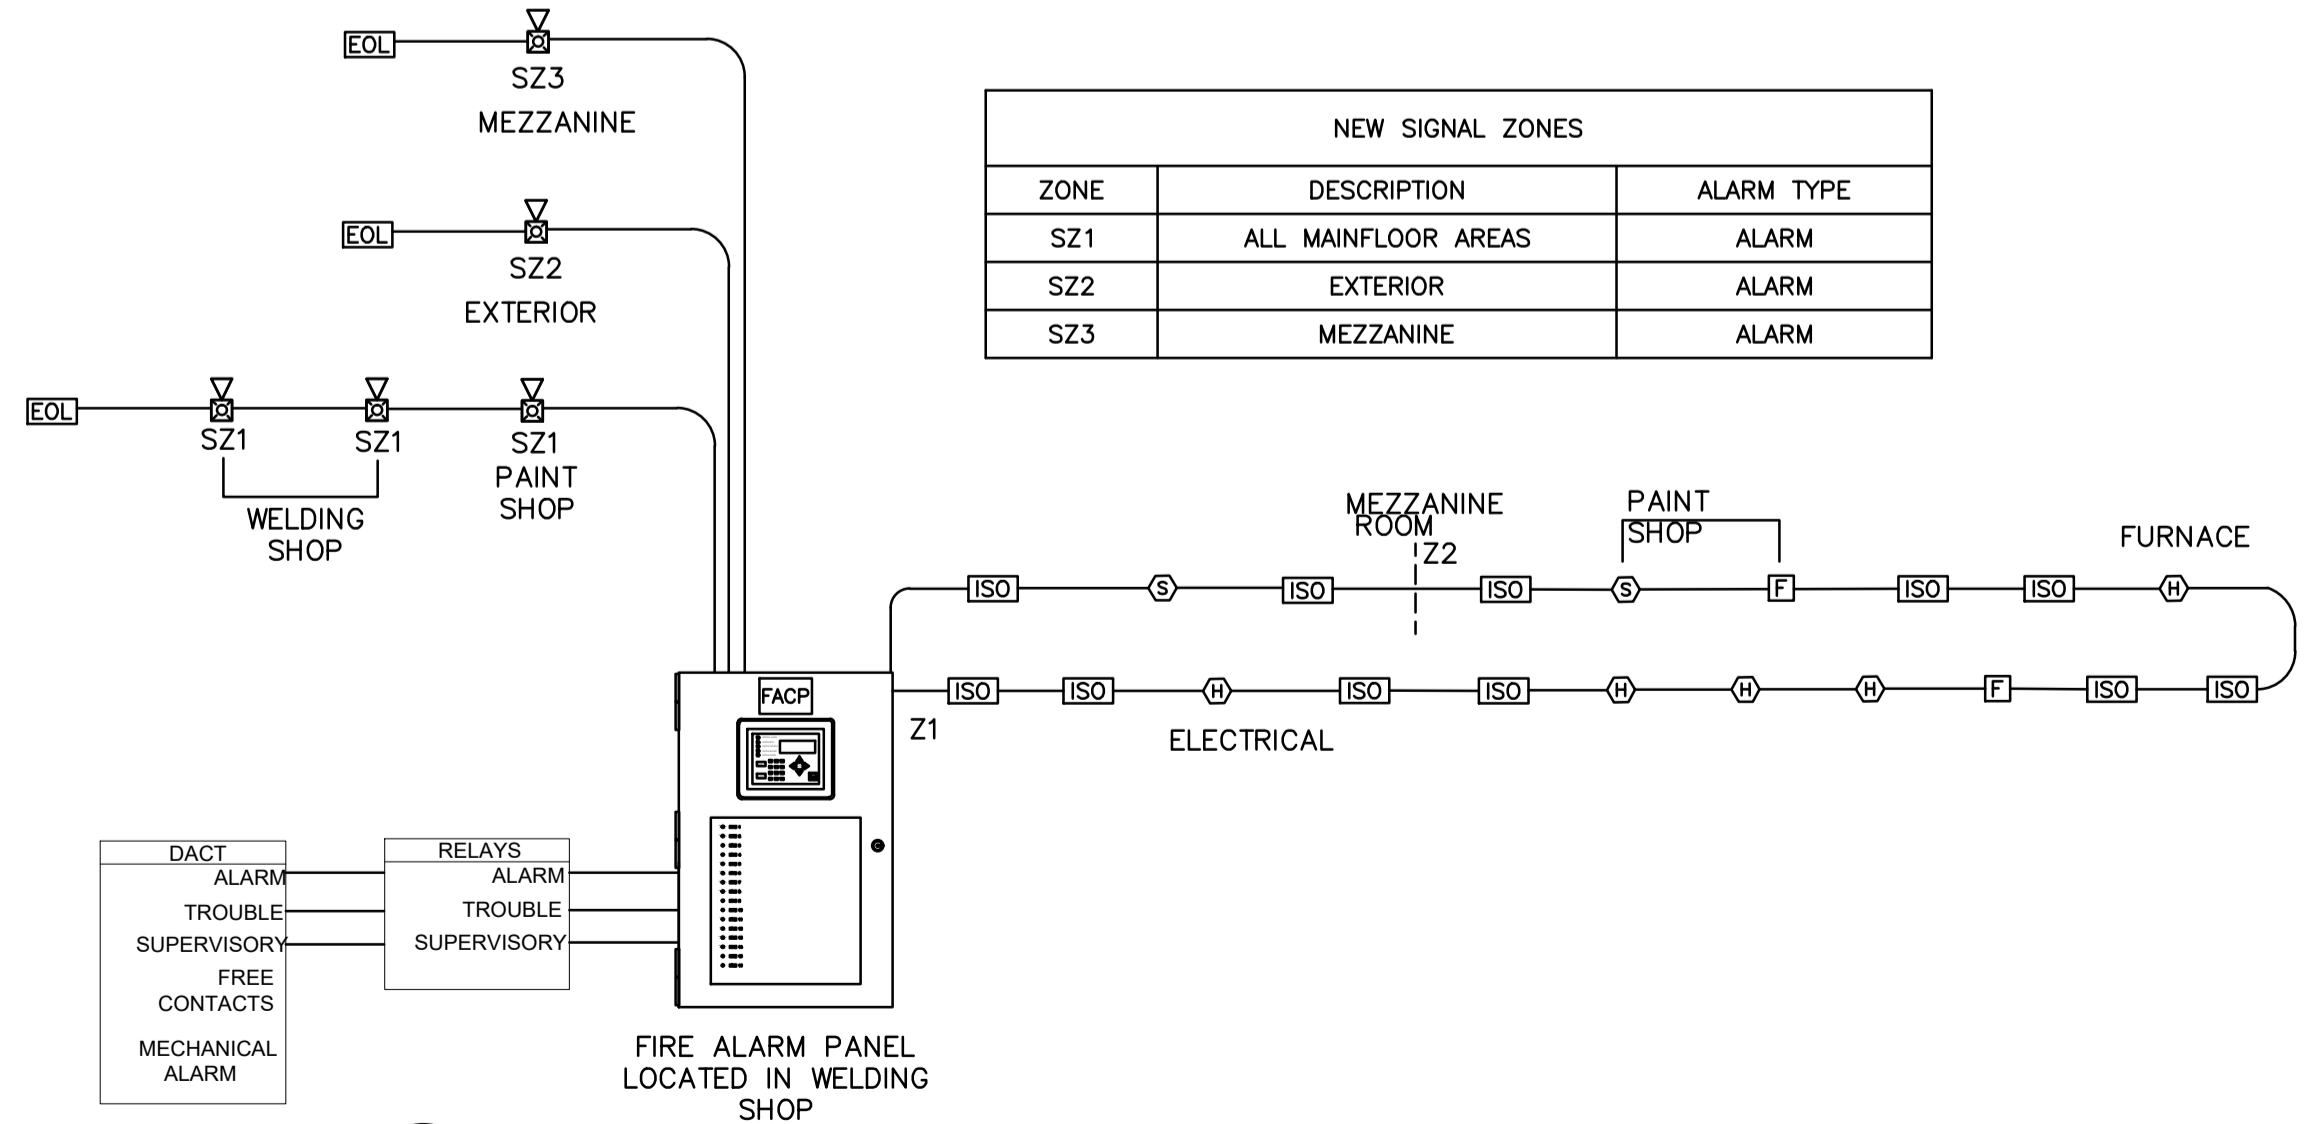 EOL
SZ3
MEZZANINE
EOL
SZ2
EXTERIOR
EOL
SZ1
SZ1
SZ1
PAINT
SHOP
WELDING
SHOP
NEW SIGNAL ZONES
ZONE DESCRIPTION ALARM TYPE
SZ1 ALL MAINFLOOR AREAS ALARM
SZ2 EXTERIOR ALARM
SZ3 MEZZANINE ALARM
MEZZANINE
ROOM
Z2
PAINT
SHOP
FURNACE
ISO S ISO ISO S F ISO ISO H
ISO ISO H ISO ISO H H H F ISO ISO
Z1
ELECTRICAL
FACP
DACT
ALARM
TROUBLE
SUPERVISORY
FREE
CONTACTS
MECHANICAL
ALARM
RELAYS
ALARM
TROUBLE
SUPERVISORY
FIRE ALARM PANEL
LOCATED IN WELDING
SHOP